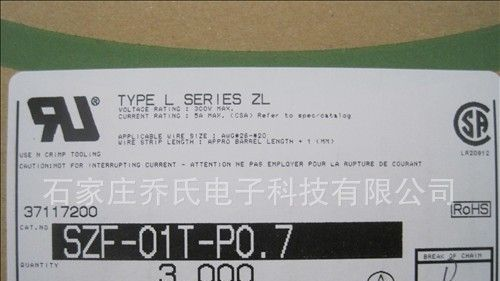 TYPE L SERIES ZL
VOLTAGE RATING : 300V MAX.
CURRENT RATING : 5A MAX. (CSA) Refer to spec/catalog
APPLICABLE WIRE SIZE : AWG#26-#20
WIRE STRIP LENGTH : APPRO BARREL LENGTH + 1 (MM)
USE N CRIMP TOOLING
LR20812
CAUTION:NOT FOR INTERRUPTING CURRENT - ATTENTION NE PAS EMPLOYER POUR LA RUPTURE DE COURANT
石家庄乔氏电子科技有限公司
37117200
RoHS
CAT.NO
SZF-01T-P0.7
QUANTITY
3,000
BREAK OF CHAIN